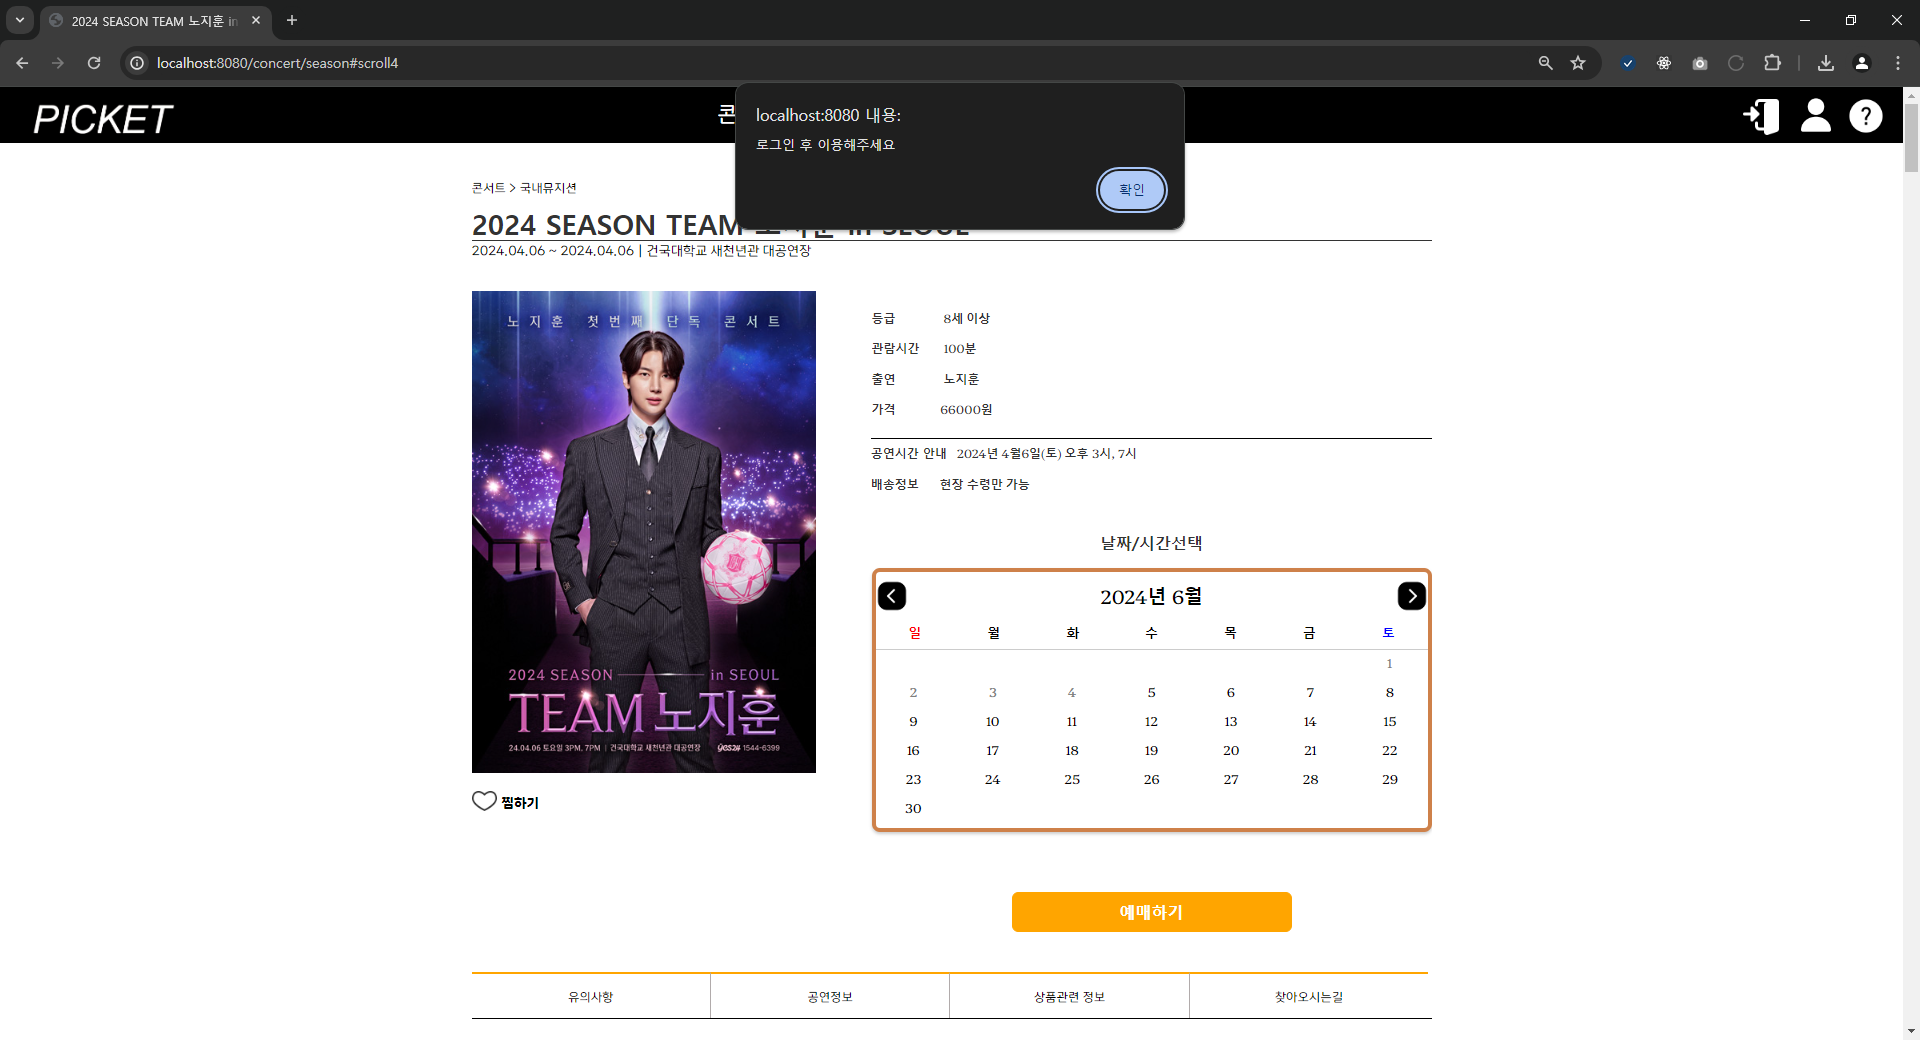 2024 SEASON TEAM 노지훈 in
localhost:8080/concert/season#scroll4
PICKET
콘
localhost:8080 내용:
로그인 후 이용해주세요
확인
콘서트 > 국내뮤지션
2024 SEASON TEAM 노지훈 in SEOUL
2024.04.06 ~ 2024.04.06 | 건국대학교 새천년관 대공연장
노지훈 첫번째 단독 콘서트
2024 SEASON in SEOUL
TEAM 노지훈
24.04.06 토요일 3PM, 7PM | 건국대학교 새천년관 대공연장 yes24 1544-6399
찜하기
등급 8세 이상
관람시간 100분
출연 노지훈
가격 66000원
공연시간 안내 2024년 4월6일(토) 오후 3시, 7시
배송정보 현장 수령만 가능
날짜/시간선택
2024년 6월
일 월 화 수 목 금 토
1
2 3 4 5 6 7 8
9 10 11 12 13 14 15
16 17 18 19 20 21 22
23 24 25 26 27 28 29
30
예매하기
유의사항 공연정보 상품관련 정보 찾아오시는길